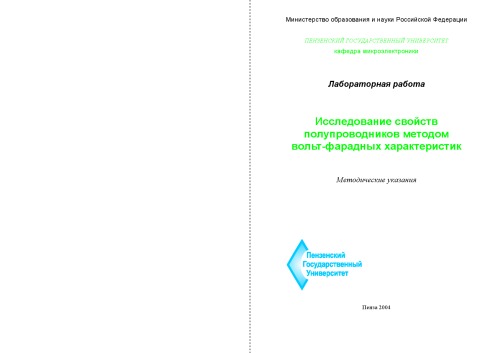 Министерство образования и науки Российской Федерации
ПЕНЗЕНСКИЙ ГОСУДАРСТВЕННЫЙ УНИВЕРСИТЕТ
кафедра микроэлектроники
Лабораторная работа
Исследование свойств
полупроводников методом
вольт-фарадных характеристик
Методические указания
Пензенский
Государственный
Университет
Пенза 2004